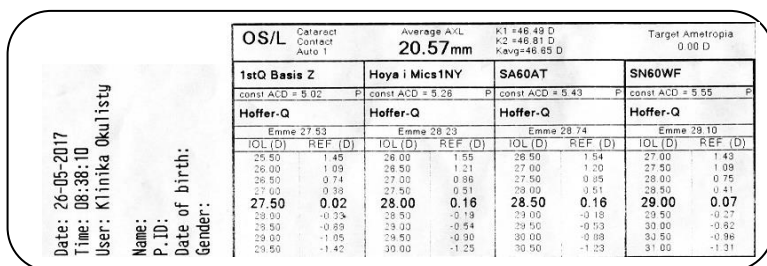 Date: 26-05-2017
Time: 08:38:10
User: Klinika Okulisty
Name:
P.ID:
Date of birth:
Gender:
OS/L Cataract Contact Auto 1 Average AXL 20.57mm K1 =46.49 D K2 =46.81 D Kavg=46.65 D Target Ametropia 0.00 D
1stQ Basis Z Hoya i Mics1NY SA60AT SN60WF
const ACD = 5.02 P const ACD = 5.26 P const ACD = 5.43 P const ACD = 5.55 P
Hoffer-Q Hoffer-Q Hoffer-Q Hoffer-Q
Emme 27.53 Emme 28.23 Emme 28.74 Emme 29.10
IOL (D) REF (D) IOL (D) REF (D) IOL (D) REF (D) IOL (D) REF (D)
25.50 1.45 26.00 1.55 26.50 1.54 27.00 1.43
26.00 1.09 26.50 1.21 27.00 1.20 27.50 1.09
26.50 0.74 27.00 0.86 27.50 0.85 28.00 0.75
27.00 0.38 27.50 0.51 28.00 0.51 28.50 0.41
27.50 0.02 28.00 0.16 28.50 0.16 29.00 0.07
28.00 -0.33 28.50 -0.19 29.00 -0.18 29.50 -0.27
28.50 -0.69 29.00 -0.54 29.50 -0.53 30.00 -0.62
29.00 -1.05 29.50 -0.90 30.00 -0.88 30.50 -0.96
29.50 -1.42 30.00 -1.25 30.50 -1.23 31.00 -1.31